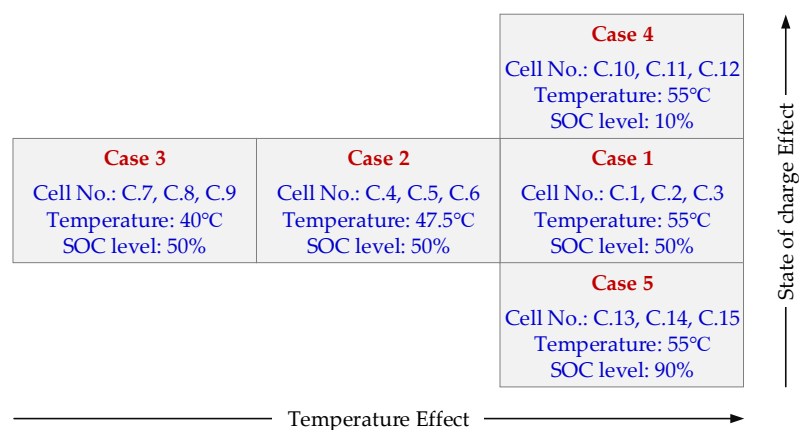 Case 4
Cell No.: C.10, C.11, C.12
Temperature: 55°C
SOC level: 10%
Case 3
Cell No.: C.7, C.8, C.9
Temperature: 40°C
SOC level: 50%
Case 2
Cell No.: C.4, C.5, C.6
Temperature: 47.5°C
SOC level: 50%
Case 1
Cell No.: C.1, C.2, C.3
Temperature: 55°C
SOC level: 50%
Case 5
Cell No.: C.13, C.14, C.15
Temperature: 55°C
SOC level: 90%
State of charge Effect
Temperature Effect